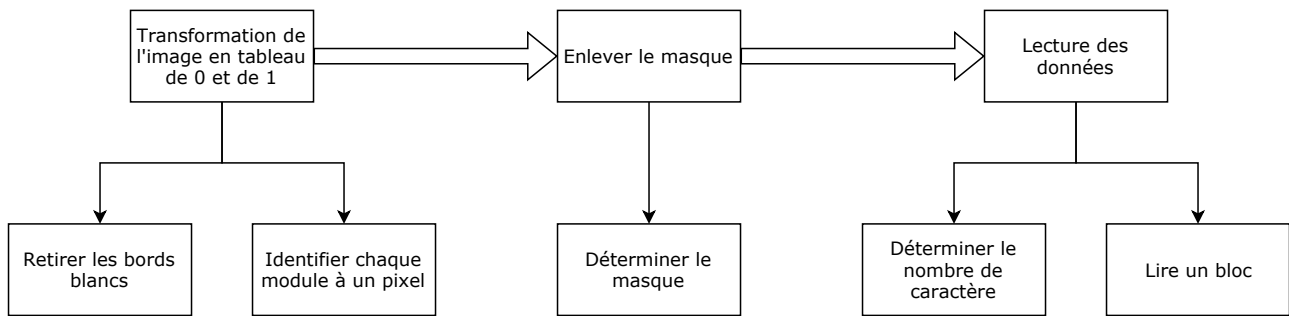 Transformation de
l'image en tableau
de 0 et de 1
Enlever le masque
Lecture des
données
Retirer les bords
blancs
Identifier chaque
module à un pixel
Déterminer le
masque
Déterminer le
nombre de
caractère
Lire un bloc